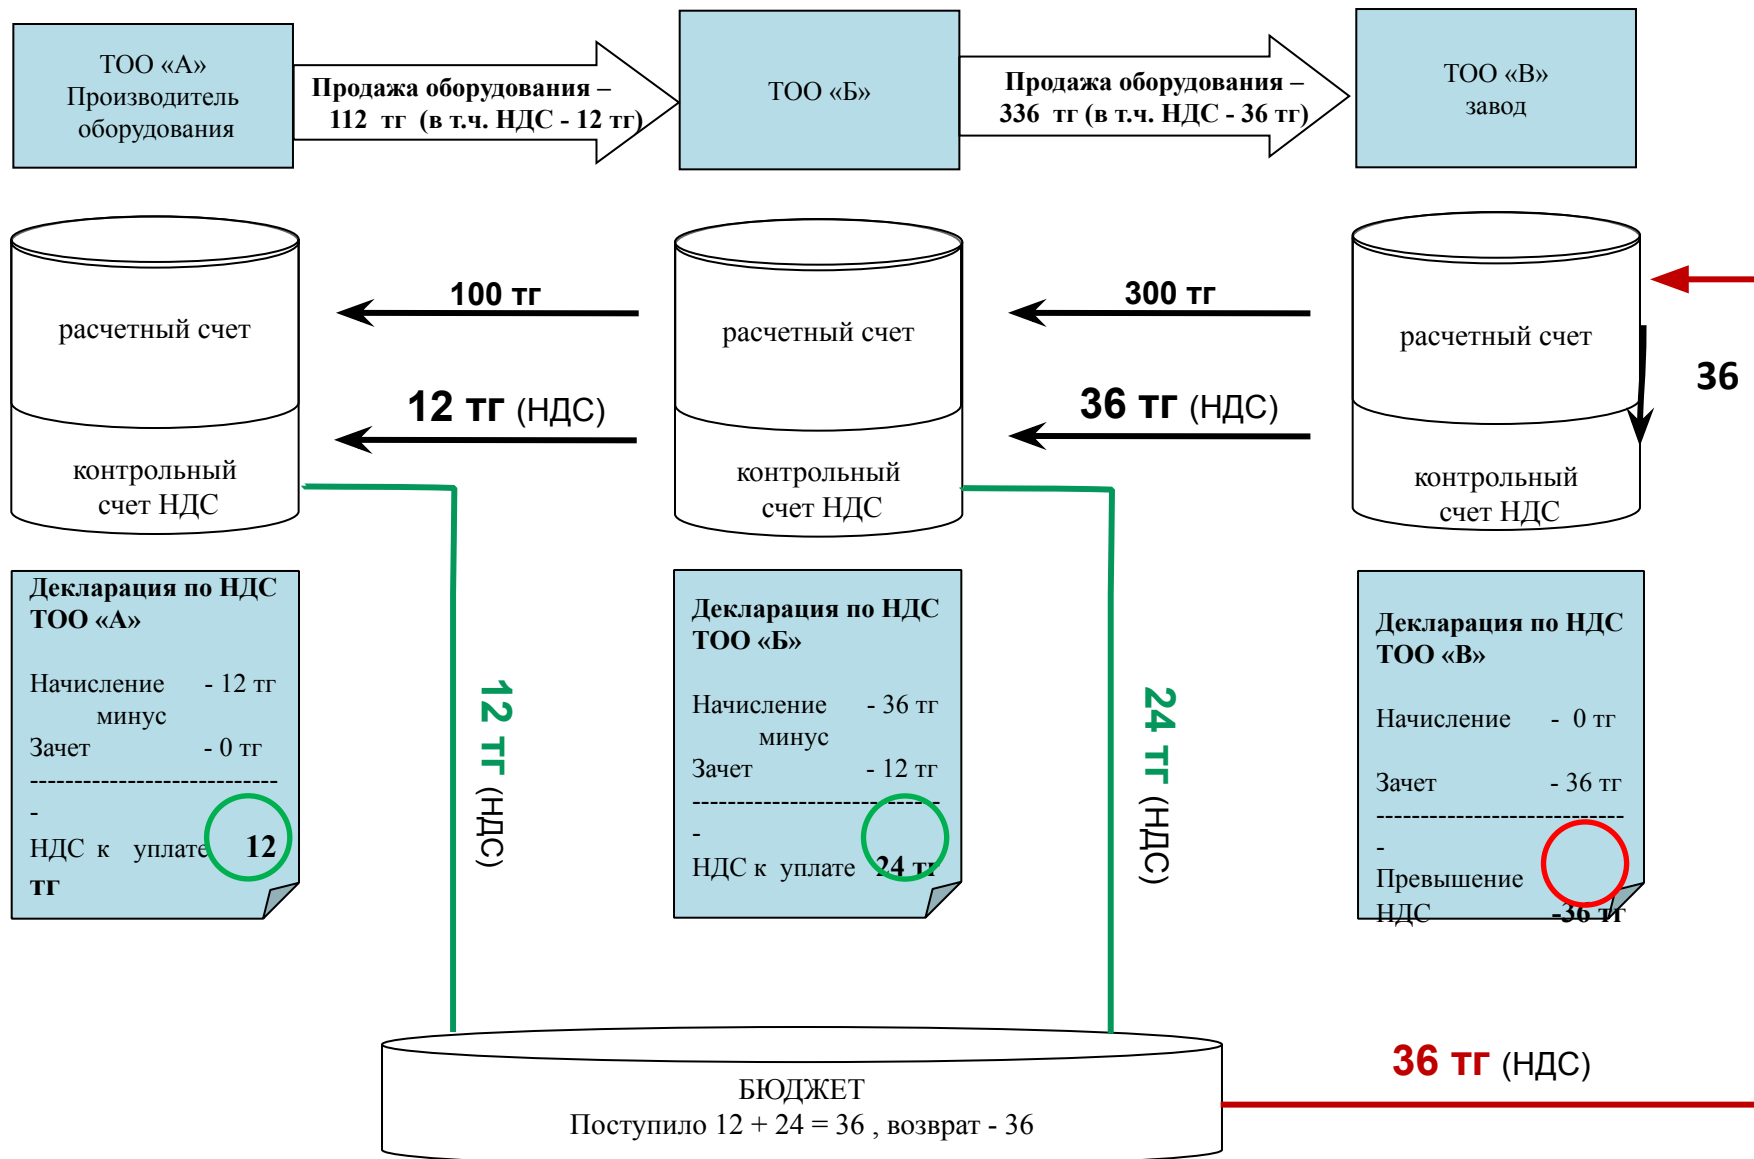 ТОО «А»
Производитель
оборудования
Продажа оборудования –
112 тг (в т.ч. НДС - 12 тг)
ТОО «Б»
Продажа оборудования –
336 тг (в т.ч. НДС - 36 тг)
ТОО «В»
завод
расчетный счет
контрольный
счет НДС
100 тг
12 тг (НДС)
расчетный счет
контрольный
счет НДС
300 тг
36 тг (НДС)
расчетный счет
контрольный
счет НДС
36
Декларация по НДС
ТОО «А»
Начисление - 12 тг
минус
Зачет - 0 тг
----------------------------
-
НДС к уплате 12
тг
12 тг (НДС)
Декларация по НДС
ТОО «Б»
Начисление - 36 тг
минус
Зачет - 12 тг
----------------------------
-
НДС к уплате 24 тг
24 тг (НДС)
Декларация по НДС
ТОО «В»
Начисление - 0 тг
Зачет - 36 тг
----------------------------
-
Превышение
НДС -36 тг
БЮДЖЕТ
Поступило 12 + 24 = 36 , возврат - 36
36 тг (НДС)